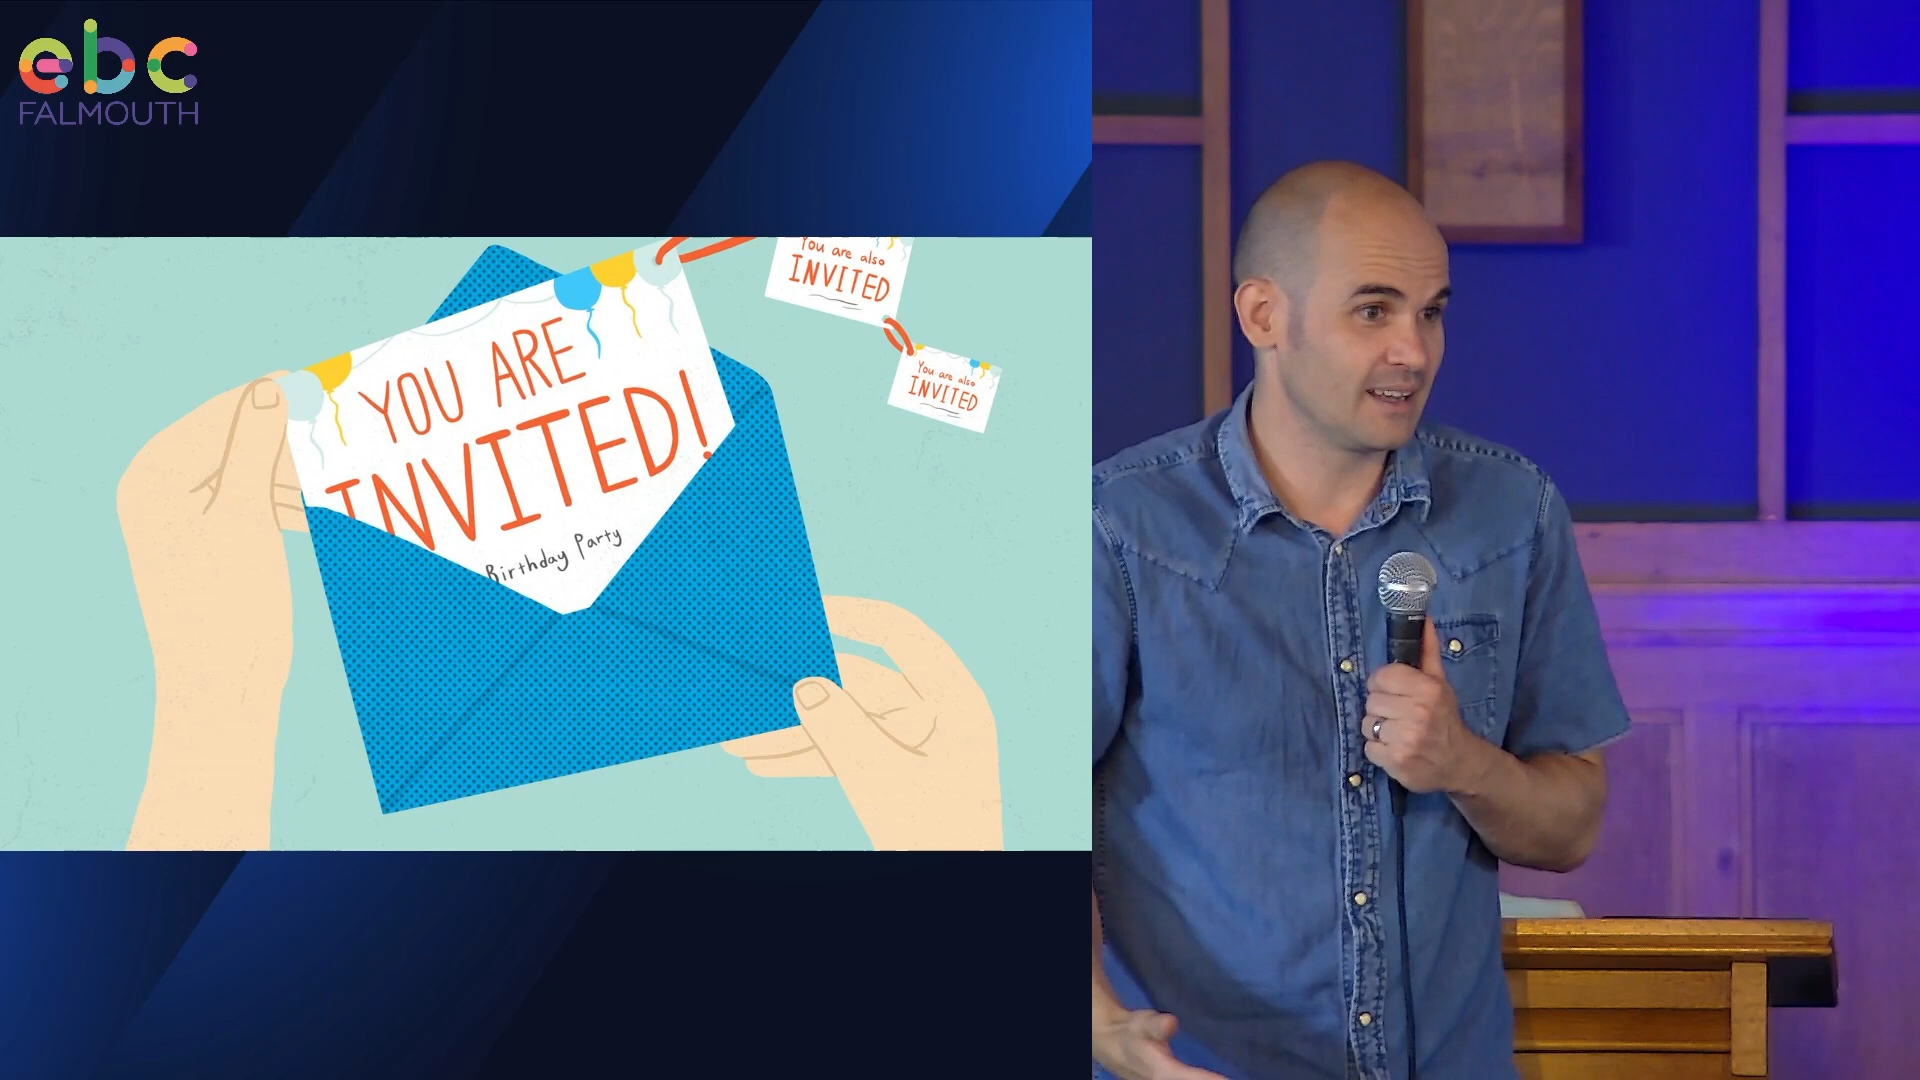 ebc
FALMOUTH
YOU ARE
INVITED!
Birthday Party
You are also
INVITED
You are also
INVITED